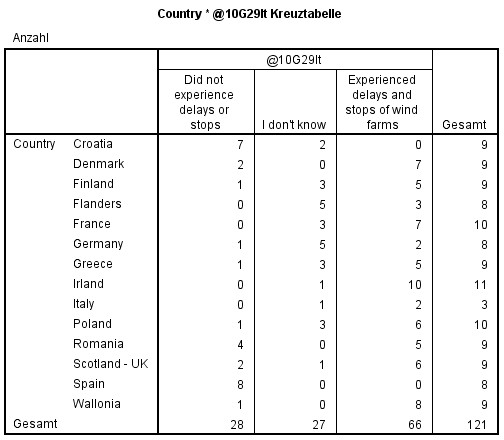 Country * @10G29lt Kreuztabelle
Anzahl
@10G29lt
Did not experience delays or stops I don't know Experienced delays and stops of wind farms Gesamt
Country Croatia 7 2 0 9
Denmark 2 0 7 9
Finland 1 3 5 9
Flanders 0 5 3 8
France 0 3 7 10
Germany 1 5 2 8
Greece 1 3 5 9
Irland 0 1 10 11
Italy 0 1 2 3
Poland 1 3 6 10
Romania 4 0 5 9
Scotland - UK 2 1 6 9
Spain 8 0 0 8
Wallonia 1 0 8 9
Gesamt 28 27 66 121